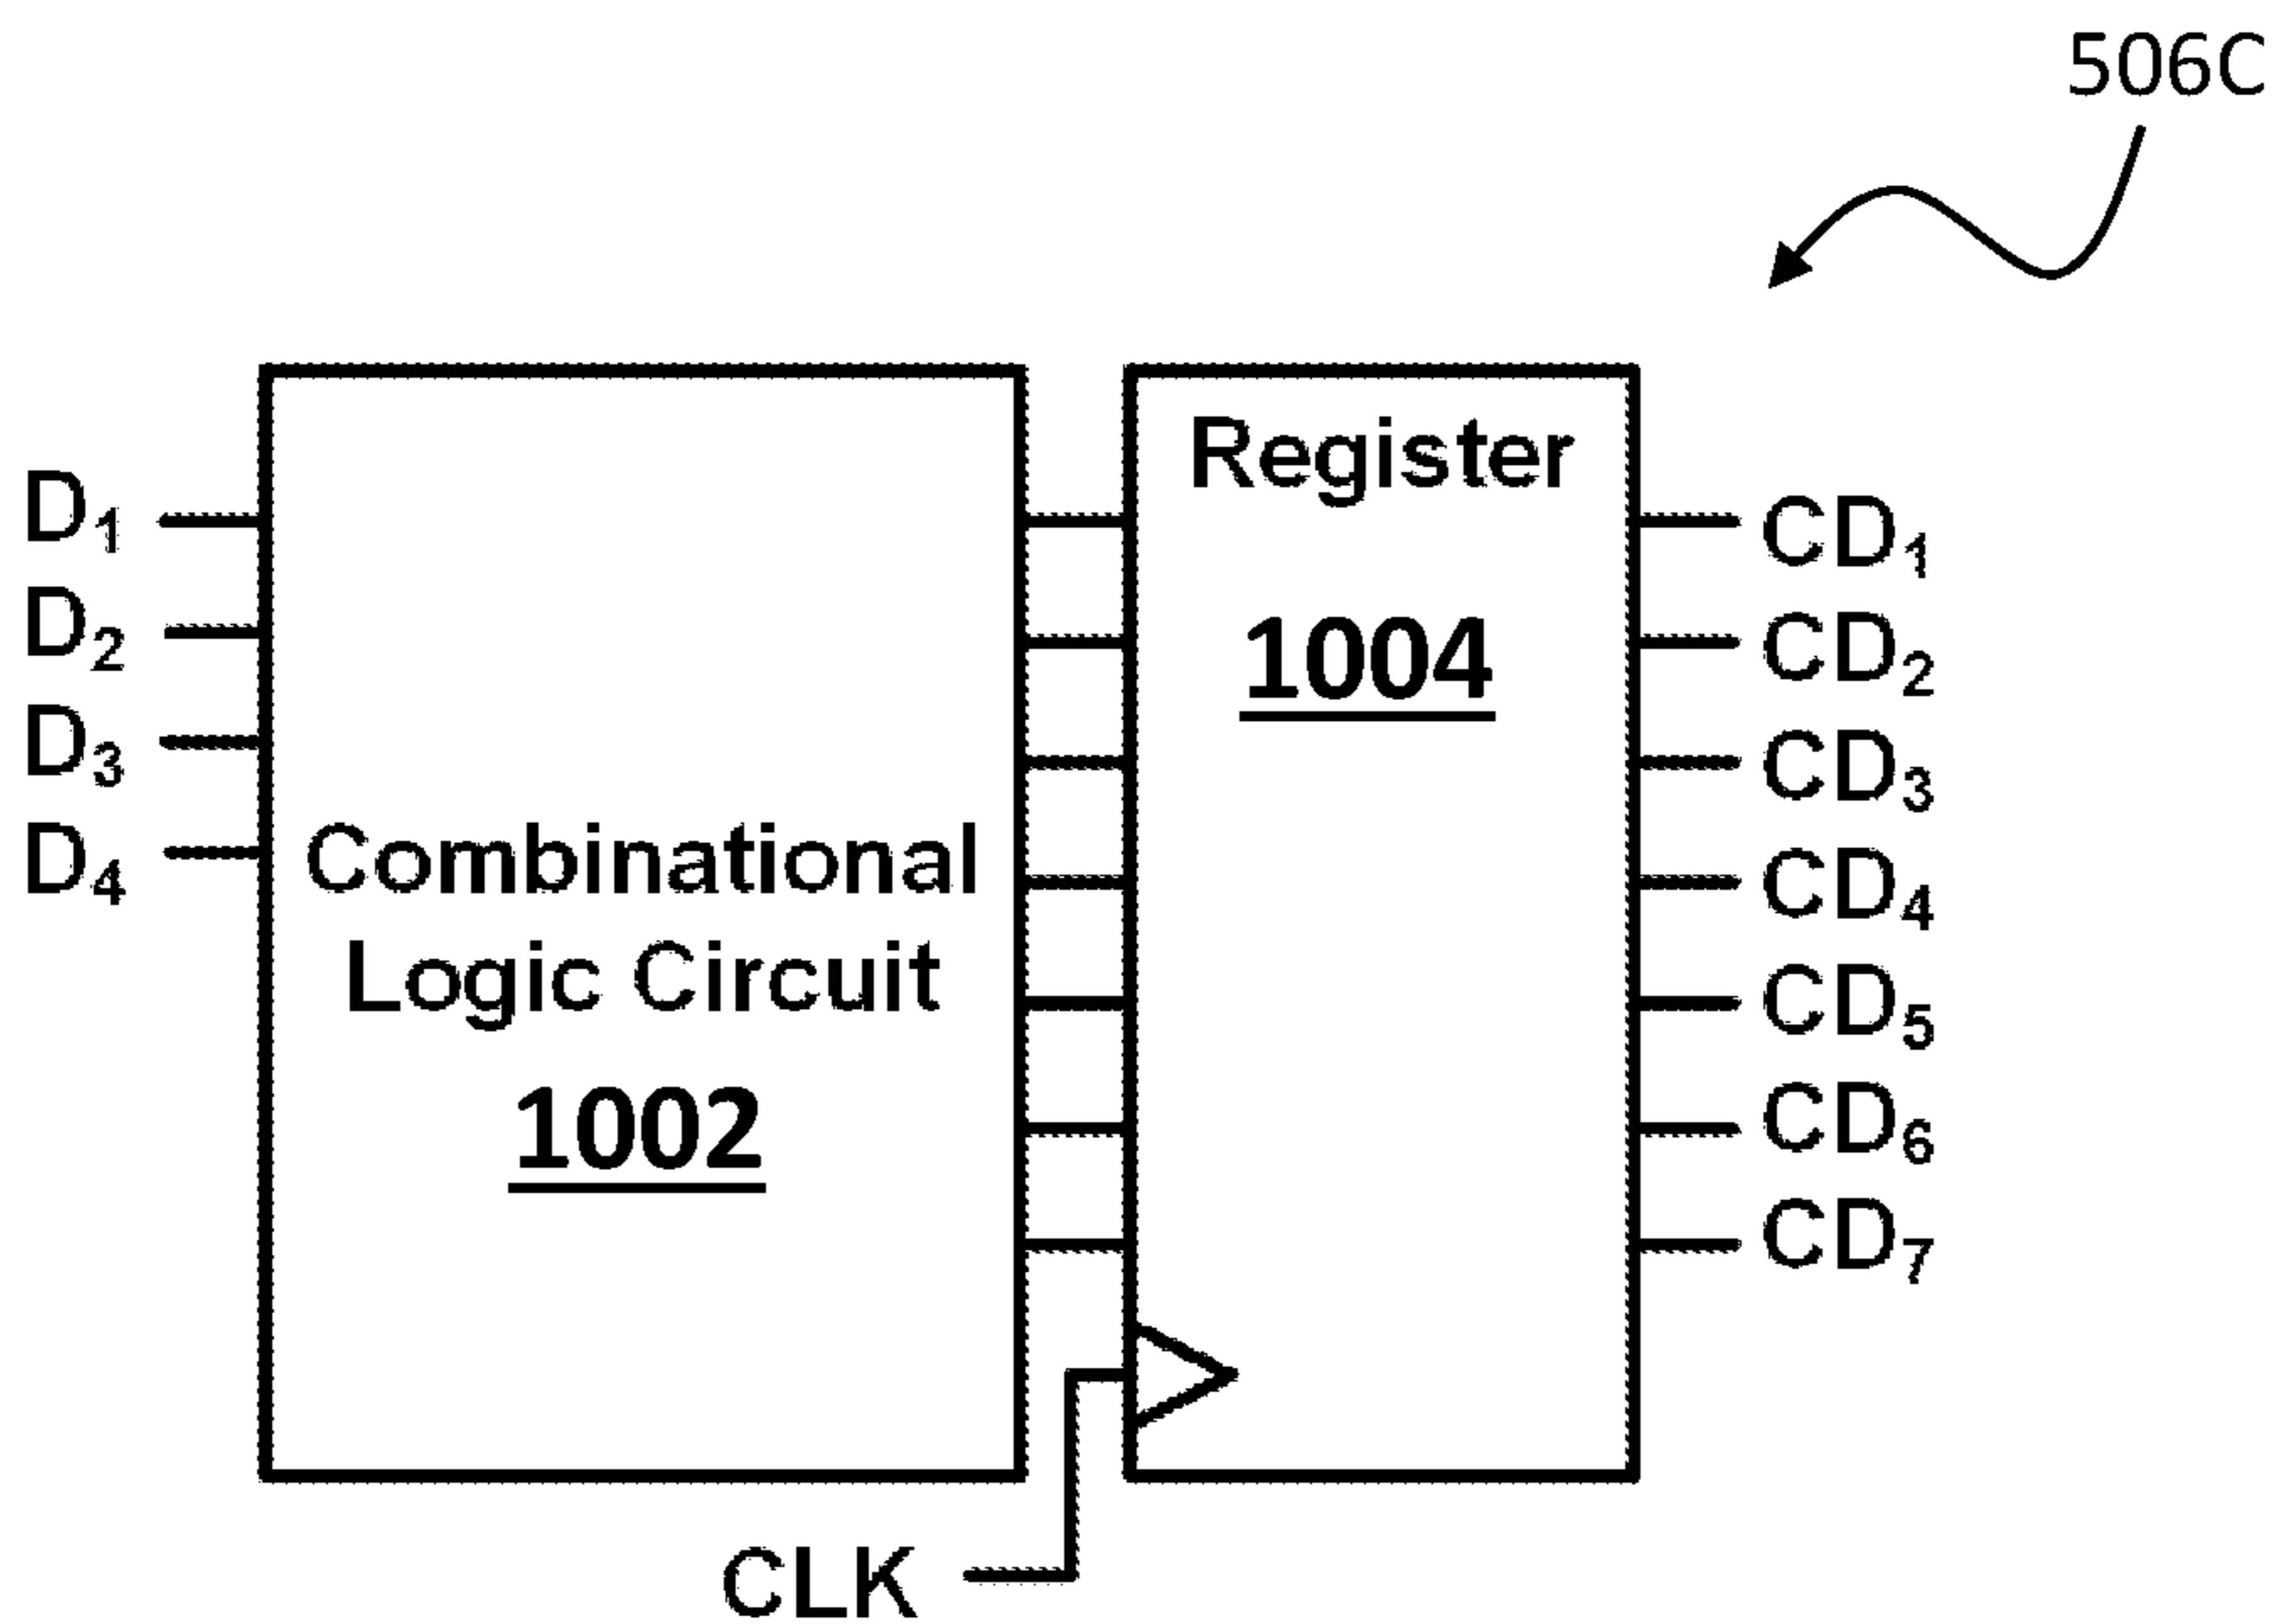 506C
Register
1004
D1
D2
D3
D4
Combinational
Logic Circuit
1002
CD1
CD2
CD3
CD4
CD5
CD6
CD7
CLK